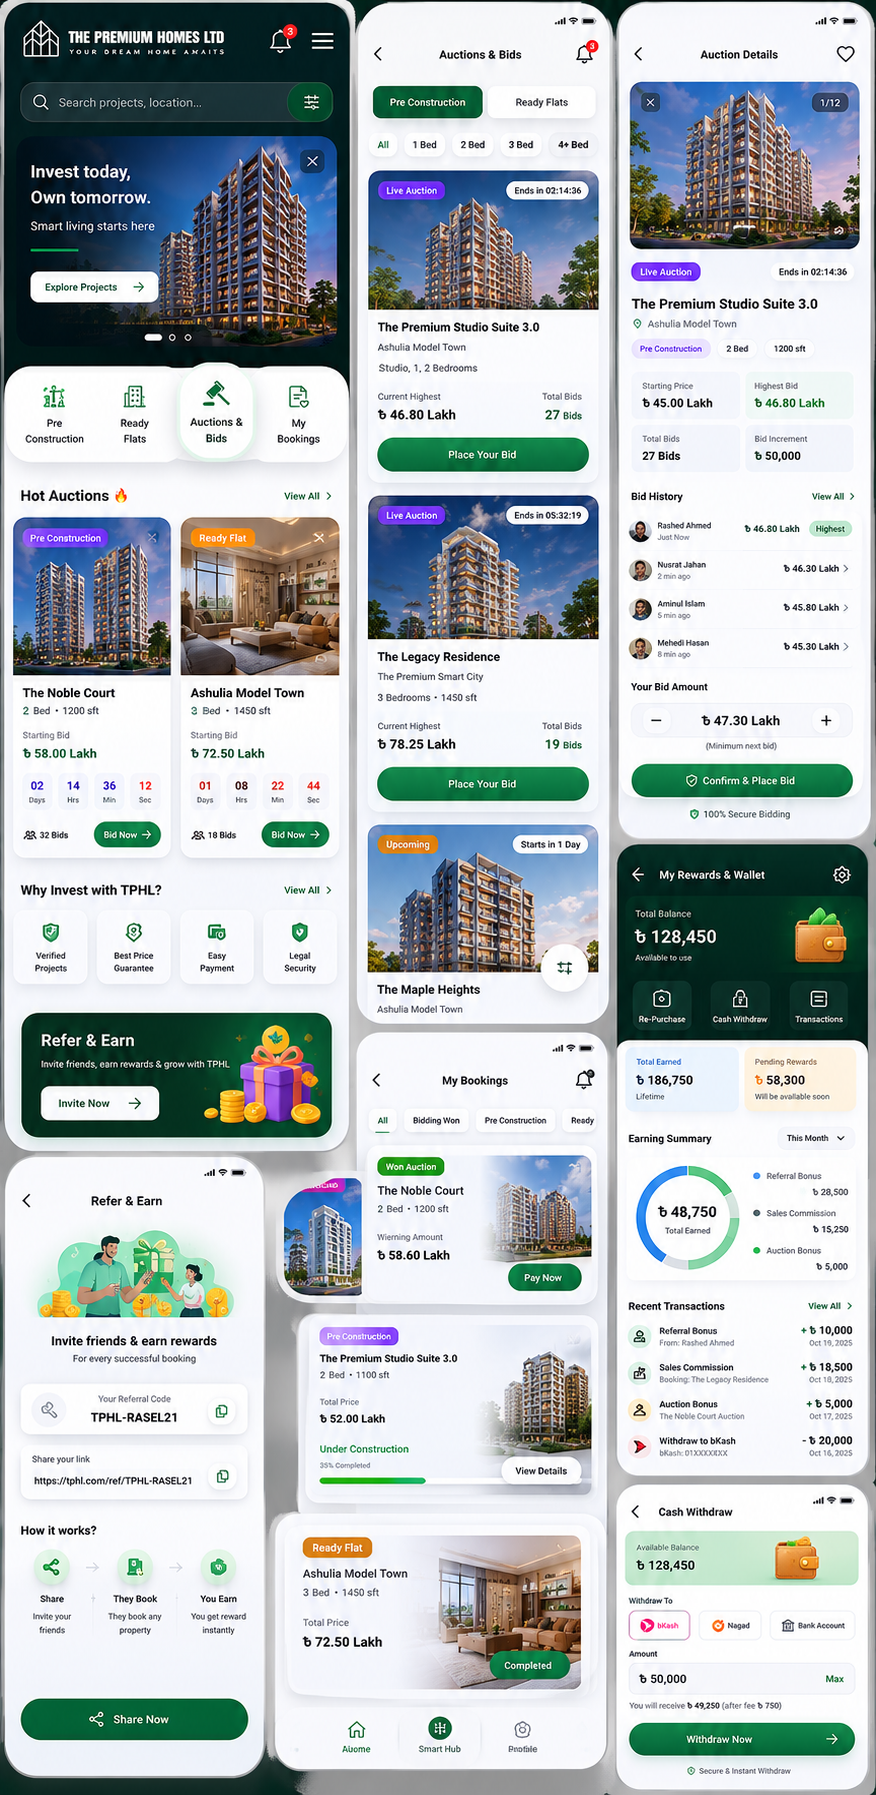 THE PREMIUM HOMES LTD
YOUR DREAM HOME AWAITS
3
Search projects, location...
Invest today,
Own tomorrow.
Smart living starts here
Explore Projects
Pre
Construction
Ready
Flats
Auctions &
Bids
My
Bookings
Hot Auctions 🔥
View All
Pre Construction
The Noble Court
2 Bed • 1200 sft
Starting Bid
৳ 58.00 Lakh
02 14 36 12
Days Hrs Min Sec
32 Bids
Bid Now
Ready Flat
Ashulia Model Town
3 Bed • 1450 sft
Starting Bid
৳ 72.50 Lakh
01 08 22 44
Days Hrs Min Sec
18 Bids
Bid Now
Why Invest with TPHL?
View All
Verified
Projects
Best Price
Guarantee
Easy
Payment
Legal
Security
Refer & Earn
Invite friends, earn rewards & grow with TPHL
Invite Now
Auctions & Bids
3
Pre Construction
Ready Flats
All
1 Bed
2 Bed
3 Bed
4+ Bed
Live Auction
Ends in 02:14:36
The Premium Studio Suite 3.0
Ashulia Model Town
Studio, 1, 2 Bedrooms
Current Highest
Total Bids
৳ 46.80 Lakh
27 Bids
Place Your Bid
Live Auction
Ends in 05:32:19
The Legacy Residence
The Premium Smart City
3 Bedrooms • 1450 sft
Current Highest
Total Bids
৳ 78.25 Lakh
19 Bids
Place Your Bid
Upcoming
Starts in 1 Day
The Maple Heights
Ashulia Model Town
Auction Details
1/12
Live Auction
Ends in 02:14:36
The Premium Studio Suite 3.0
Ashulia Model Town
Pre Construction
2 Bed
1200 sft
Starting Price
৳ 45.00 Lakh
Highest Bid
৳ 46.80 Lakh
Total Bids
27 Bids
Bid Increment
৳ 50,000
Bid History
View All
Rashed Ahmed
Just Now
৳ 46.80 Lakh
Highest
Nusrat Jahan
2 min ago
৳ 46.30 Lakh
Aminul Islam
5 min ago
৳ 45.80 Lakh
Mehedi Hasan
8 min ago
৳ 45.30 Lakh
Your Bid Amount
৳ 47.30 Lakh
(Minimum next bid)
Confirm & Place Bid
100% Secure Bidding
My Rewards & Wallet
Total Balance
৳ 128,450
Available to use
Re-Purchase
Cash Withdraw
Transactions
Total Earned
৳ 186,750
Lifetime
Pending Rewards
৳ 58,300
Will be available soon
Earning Summary
This Month
৳ 48,750
Total Earned
Referral Bonus
৳ 28,500
Sales Commission
৳ 15,250
Auction Bonus
৳ 5,000
Recent Transactions
View All
Referral Bonus
From: Rashed Ahmed
+ ৳ 10,000
Oct 19, 2025
Sales Commission
Booking: The Legacy Residence
+ ৳ 18,500
Oct 18, 2025
Auction Bonus
The Noble Court Auction
+ ৳ 5,000
Oct 17, 2025
Withdraw to bKash
bKash: 01XXXXXXX
- ৳ 20,000
Oct 16, 2025
My Bookings
All
Bidding Won
Pre Construction
Ready
Won Auction
The Noble Court
2 Bed • 1200 sft
Wierning Amount
৳ 58.60 Lakh
Pay Now
Pre Construction
The Premium Studio Suite 3.0
2 Bed • 1100 sft
Total Price
৳ 52.00 Lakh
Under Construction
35% Completed
View Details
Ready Flat
Ashulia Model Town
3 Bed • 1450 sft
Total Price
৳ 72.50 Lakh
Completed
Smart Hub
Refer & Earn
Invite friends & earn rewards
For every successful booking
Your Referral Code
TPHL-RASEL21
Share your link
https://tphl.com/ref/TPHL-RASEL21
How it works?
Share
Invite your
friends
They Book
They book any
property
You Earn
You get reward
instantly
Share Now
Cash Withdraw
Available Balance
৳ 128,450
Withdraw To
bKash
Nagad
Bank Account
Amount
৳ 50,000
Max
You will receive ৳ 49,250 (after fee ৳ 750)
Withdraw Now
Secure & Instant Withdraw